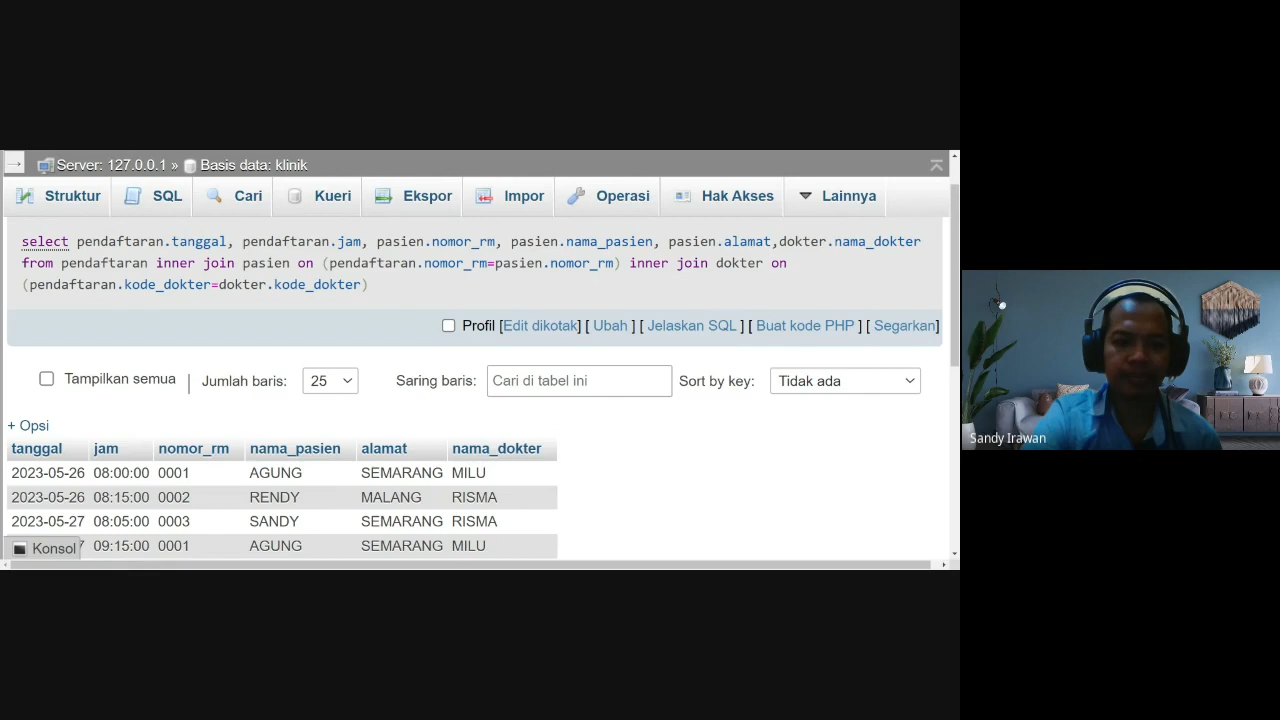 Server: 127.0.0.1 » Basis data: klinik
Struktur SQL Cari Kueri Ekspor Impor Operasi Hak Akses Lainnya
select pendaftaran.tanggal, pendaftaran.jam, pasien.nomor_rm, pasien.nama_pasien, pasien.alamat,dokter.nama_dokter
from pendaftaran inner join pasien on (pendaftaran.nomor_rm=pasien.nomor_rm) inner join dokter on
(pendaftaran.kode_dokter=dokter.kode_dokter)
Profil [Edit dikotak] [ Ubah ] [ Jelaskan SQL ] [ Buat kode PHP ] [ Segarkan]
Tampilkan semua | Jumlah baris: 25 Saring baris: Cari di tabel ini Sort by key: Tidak ada
+ Opsi
tanggal jam nomor_rm nama_pasien alamat nama_dokter
2023-05-26 08:00:00 0001 AGUNG SEMARANG MILU
2023-05-26 08:15:00 0002 RENDY MALANG RISMA
2023-05-27 08:05:00 0003 SANDY SEMARANG RISMA
09:15:00 0001 AGUNG SEMARANG MILU
Konsol
Sandy Irawan